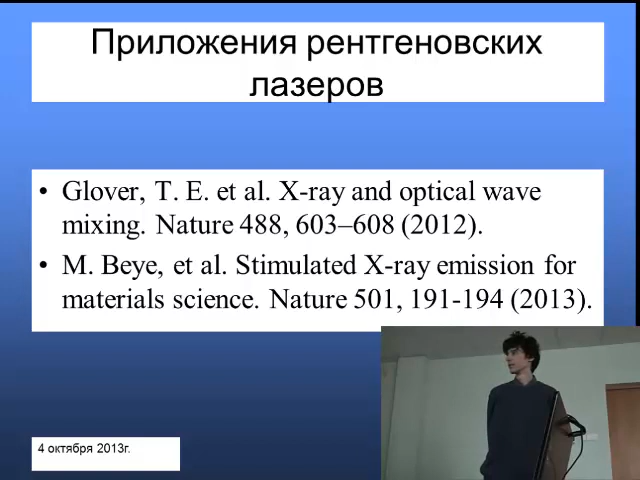 Приложения рентгеновских
лазеров
• Glover, T. E. et al. X-ray and optical wave
mixing. Nature 488, 603–608 (2012).
• M. Beye, et al. Stimulated X-ray emission for
materials science. Nature 501, 191-194 (2013).
4 октября 2013г.